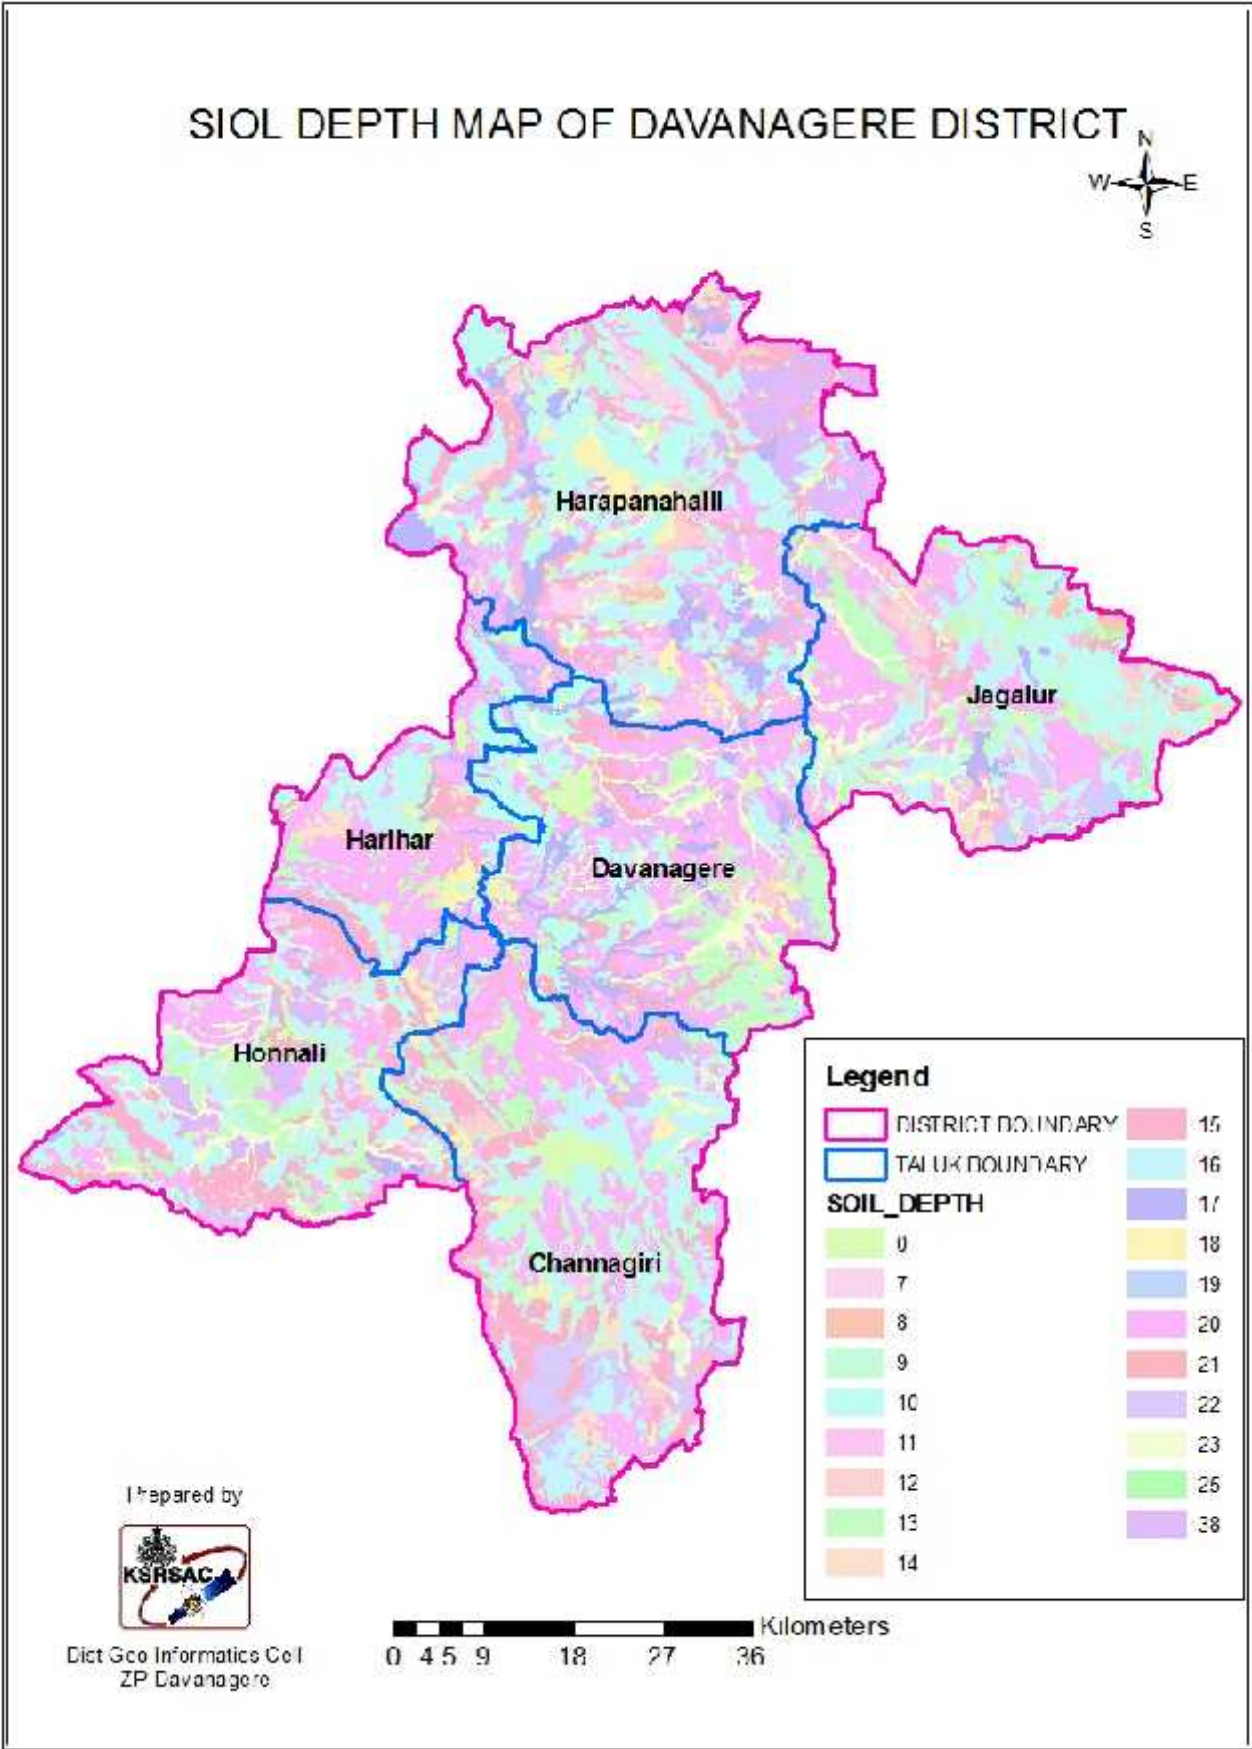 SIOL DEPTH MAP OF DAVANAGERE DISTRICT
N
W E
S
Harapanahalli
Jagalur
Harihar
Davanagere
Honnali
Channagiri
Legend
DISTRICT BOUNDARY
TALUK BOUNDARY
SOIL_DEPTH
0
7
8
9
10
11
12
13
14
15
16
17
18
19
20
21
22
23
25
38
Prepared by
KSRSAC
Dist Geo Informatics Cell
ZP Davanagere
Kilometers
0 4.5 9 18 27 36